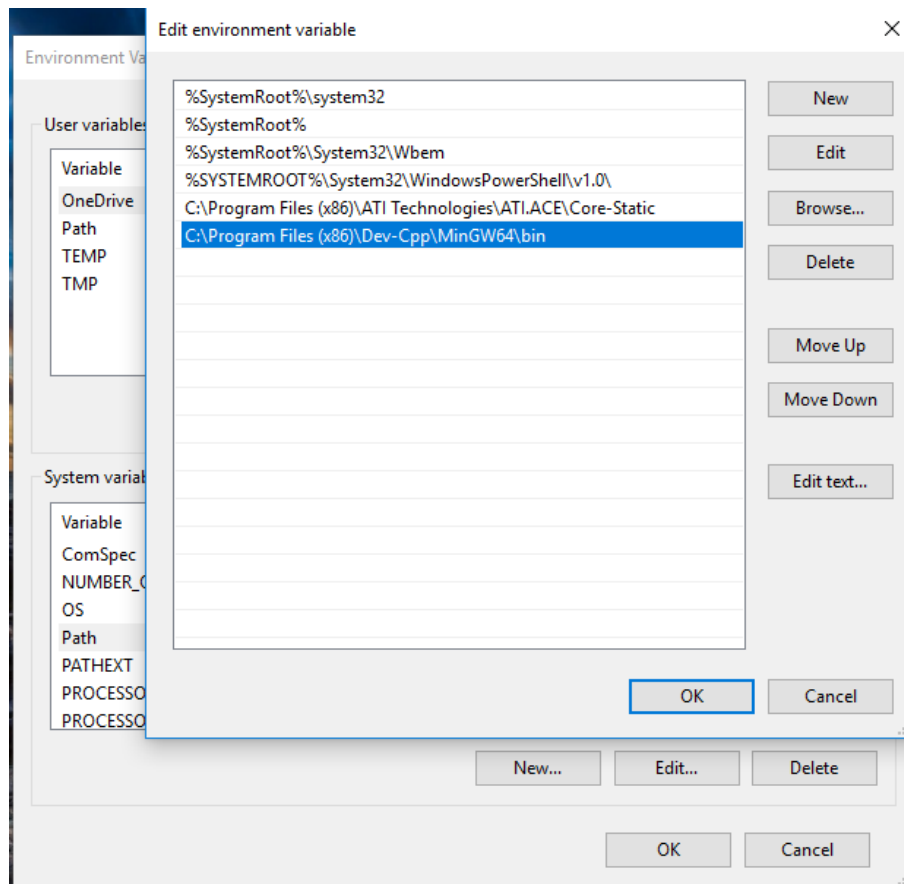 Edit environment variable
Environment Va
%SystemRoot%\system32
%SystemRoot%
%SystemRoot%\System32\Wbem
%SYSTEMROOT%\System32\WindowsPowerShell\v1.0\
C:\Program Files (x86)\ATI Technologies\ATI.ACE\Core-Static
C:\Program Files (x86)\Dev-Cpp\MinGW64\bin
New
Edit
Browse...
Delete
Move Up
Move Down
Edit text...
OK
Cancel
User variables
Variable
OneDrive
Path
TEMP
TMP
System variab
Variable
ComSpec
NUMBER_O
OS
Path
PATHEXT
PROCESSO
PROCESSO
New...
Edit...
Delete
OK
Cancel